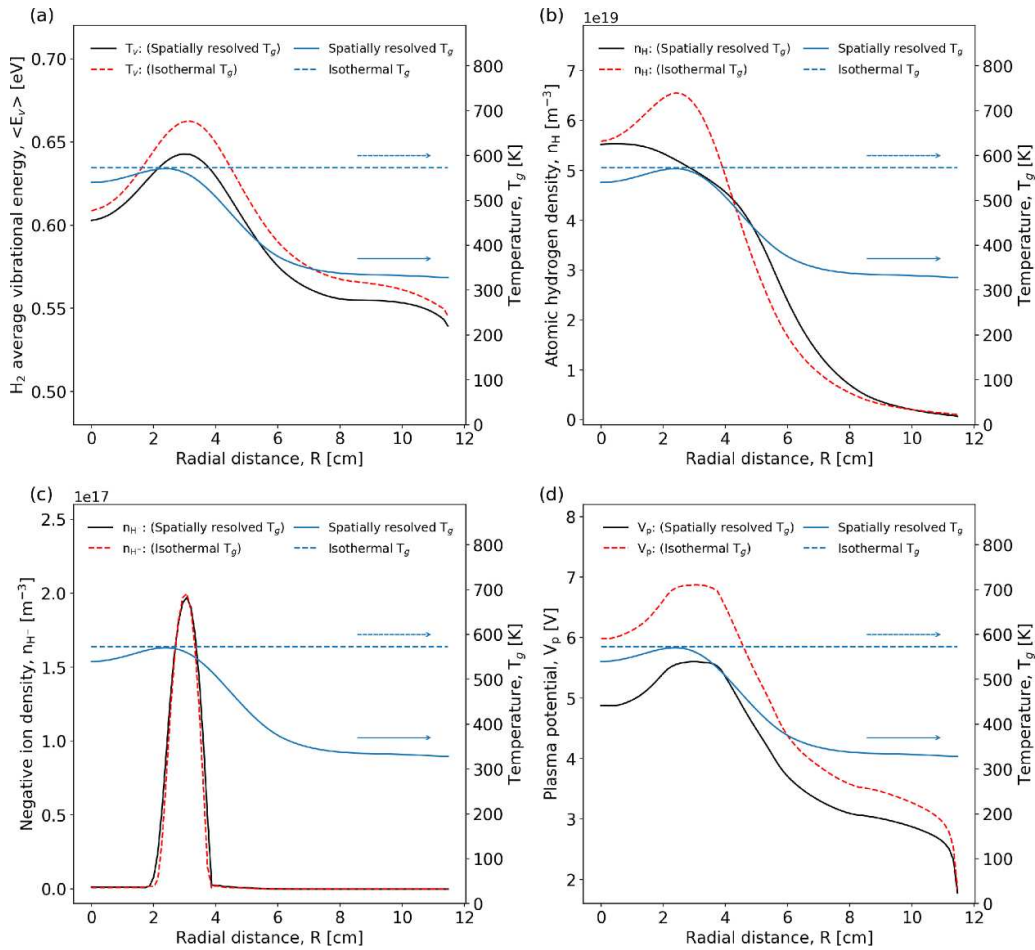 (a)
T_v: (Spatially resolved T_g)
T_v: (Isothermal T_g)
Spatially resolved T_g
Isothermal T_g
H₂ average vibrational energy, <E_v> [eV]
0.70
0.65
0.60
0.55
0.50
800
700
600
500
400
300
200
100
0
Temperature, T_g [K]
0 2 4 6 8 10 12
Radial distance, R [cm]
(b)
1e19
n_H: (Spatially resolved T_g)
n_H: (Isothermal T_g)
Spatially resolved T_g
Isothermal T_g
Atomic hydrogen density, n_H [m⁻³]
7
6
5
4
3
2
1
0
800
700
600
500
400
300
200
100
0
Temperature, T_g [K]
0 2 4 6 8 10 12
Radial distance, R [cm]
(c)
1e17
n_H⁻: (Spatially resolved T_g)
n_H⁻: (Isothermal T_g)
Spatially resolved T_g
Isothermal T_g
Negative ion density, n_H⁻ [m⁻³]
2.5
2.0
1.5
1.0
0.5
0.0
800
700
600
500
400
300
200
100
0
Temperature, T_g [K]
0 2 4 6 8 10 12
Radial distance, R [cm]
(d)
V_p: (Spatially resolved T_g)
V_p: (Isothermal T_g)
Spatially resolved T_g
Isothermal T_g
Plasma potential, V_p [V]
8
7
6
5
4
3
2
800
700
600
500
400
300
200
100
0
Temperature, T_g [K]
0 2 4 6 8 10 12
Radial distance, R [cm]